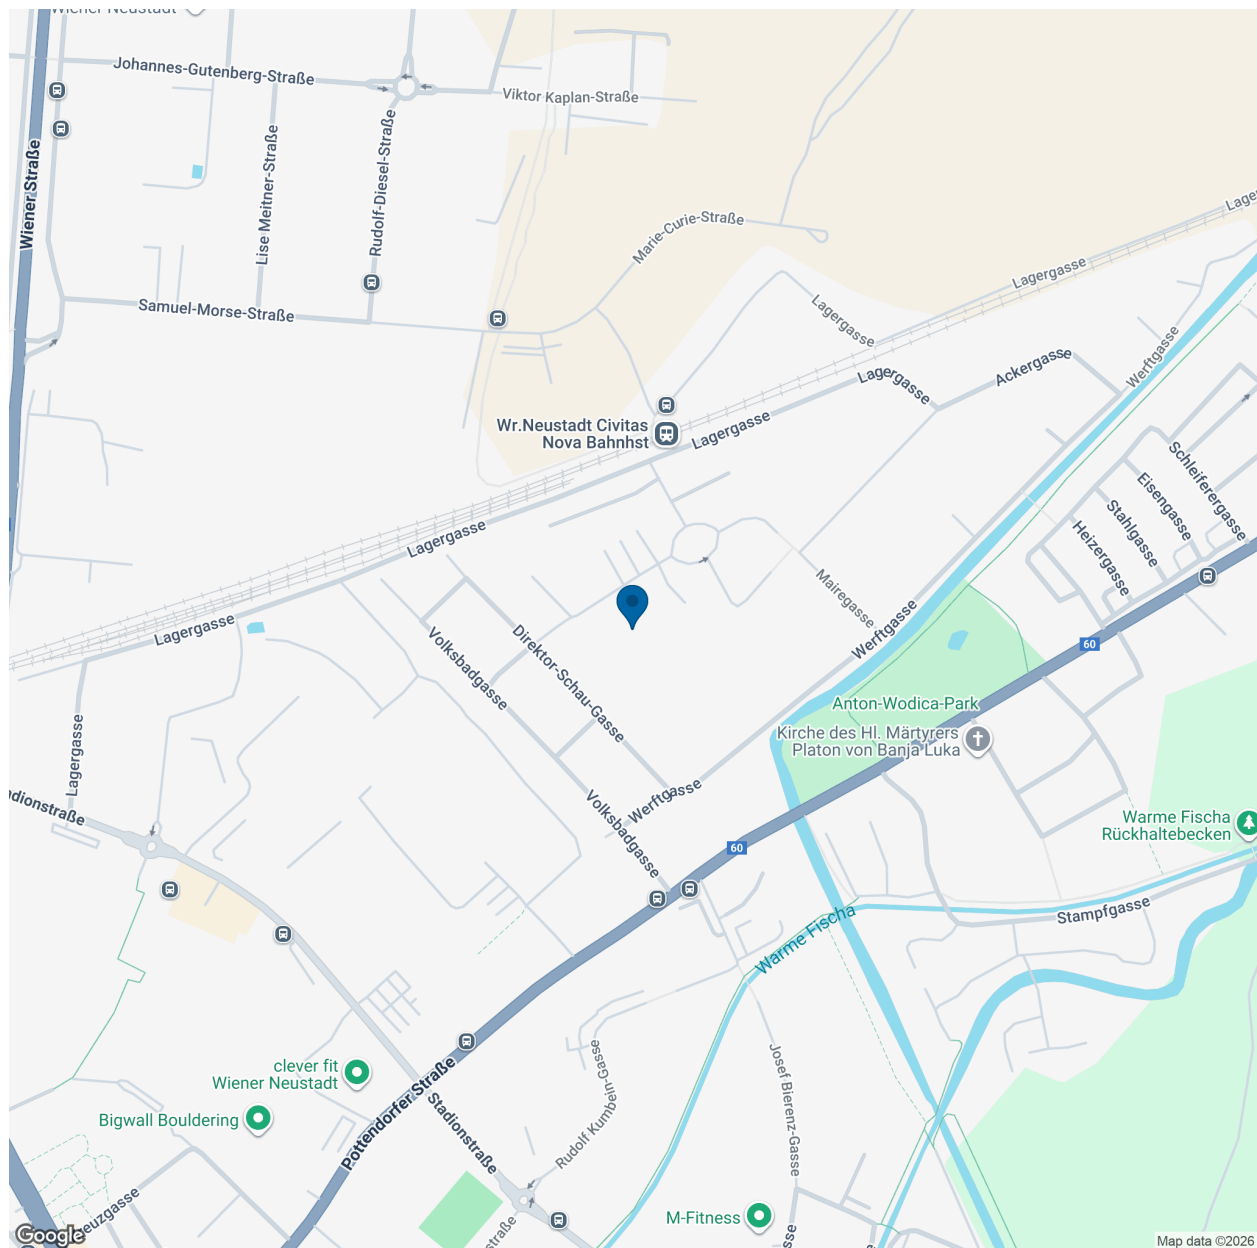 Wiener Neustadt
Johannes-Gutenberg-Straße
Viktor Kaplan-Straße
Wiener Straße
Lise Meitner-Straße
Rudolf-Diesel-Straße
Marie-Curie-Straße
Lagergasse
Samuel-Morse-Straße
Lagergasse
Werftgasse
Ackergasse
Lagergasse
Wr.Neustadt Civitas
Nova Bahnhst
Lagergasse
Schleiferergasse
Eisengasse
Stahlgasse
Heizergasse
Lagergasse
Mairegasse
Werftgasse
Lagergasse
Volksbadgasse
Direktor-Schau-Gasse
60
Anton-Wodica-Park
Kirche des Hl. Märtyrers
Platon von Banja Luka
Lagergasse
Werftgasse
Volksbadgasse
60
Warme Fischa
Rückhaltebecken
Stampfgasse
Warme Fischa
clever fit
Wiener Neustadt
Bigwall Bouldering
Pottendorfer Straße
Stadionstraße
Rudolf Kumbein-Gasse
Josef Bierenz-Gasse
M-Fitness
Google
Map data ©2026